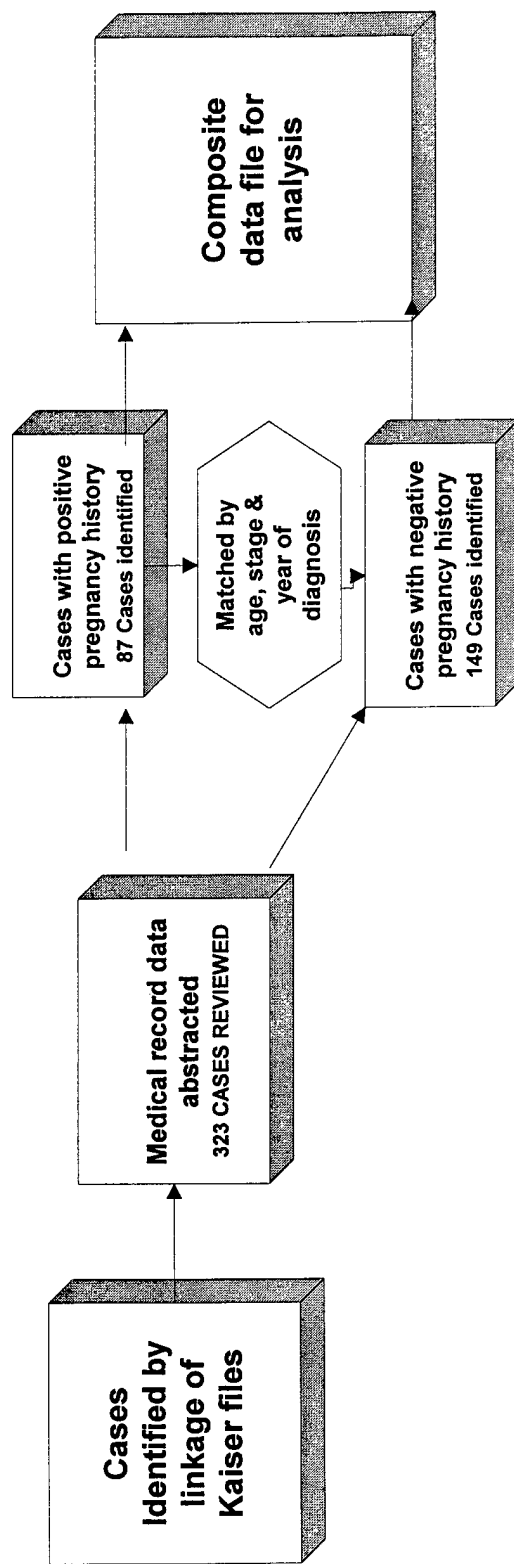 Cases
Identified by
linkage of
Kaiser files
Medical record data
abstracted
323 CASES REVIEWED
Cases with positive
pregnancy history
87 Cases identified
Matched by
age, stage &
year of
diagnosis
Cases with negative
pregnancy history
149 Cases identified
Composite
data file for
analysis